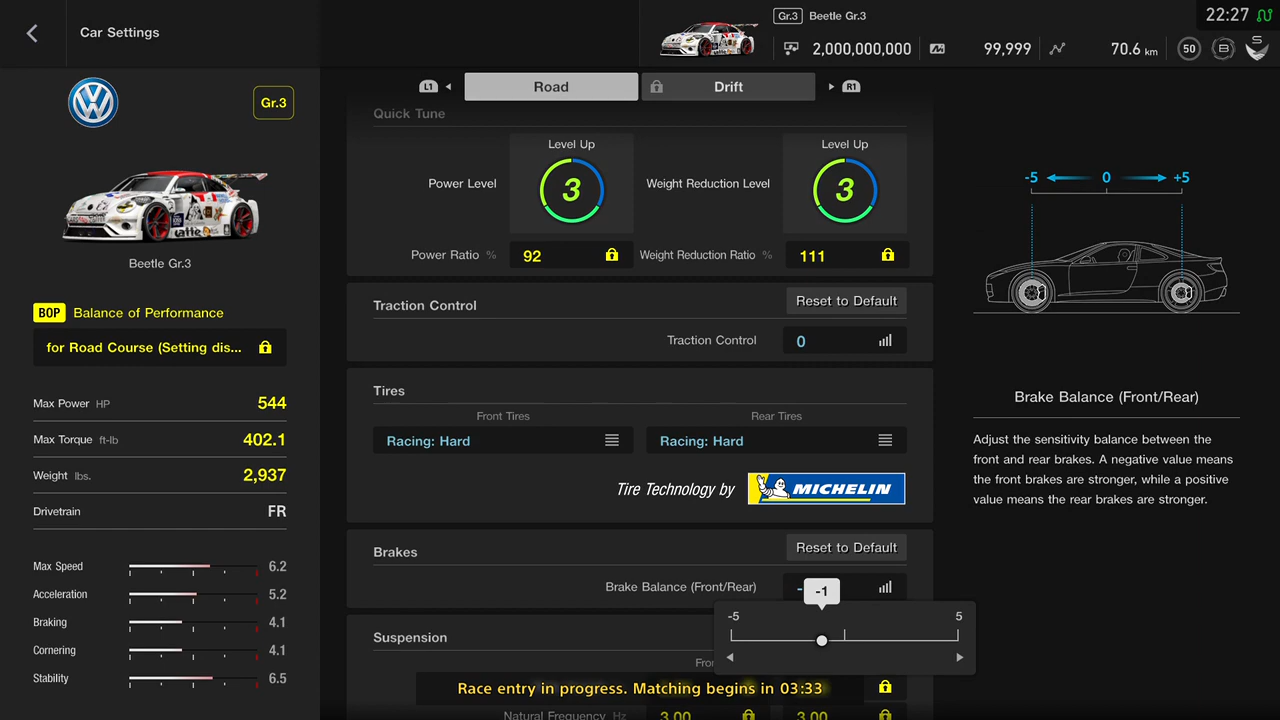 Car Settings
Gr.3 Beetle Gr.3
2,000,000,000 99,999 70.6 km 50 B S
22:27
L1 Road Drift R1
Gr.3
Beetle Gr.3
BOP Balance of Performance
for Road Course (Setting dis...
Max Power HP 544
Max Torque ft-lb 402.1
Weight lbs. 2,937
Drivetrain FR
Max Speed 6.2
Acceleration 5.2
Braking 4.1
Cornering 4.1
Stability 6.5
Quick Tune
Level Up Level Up
Power Level 3 Weight Reduction Level 3
Power Ratio % 92 Weight Reduction Ratio % 111
Traction Control Reset to Default
Traction Control 0
Tires
Front Tires Rear Tires
Racing: Hard Racing: Hard
Tire Technology by MICHELIN
Brakes Reset to Default
Brake Balance (Front/Rear) -1
-5 5
Suspension
Race entry in progress. Matching begins in 03:33
Natural Frequency Hz 3.00 3.00
-5 0 +5
Brake Balance (Front/Rear)
Adjust the sensitivity balance between the
front and rear brakes. A negative value means
the front brakes are stronger, while a positive
value means the rear brakes are stronger.